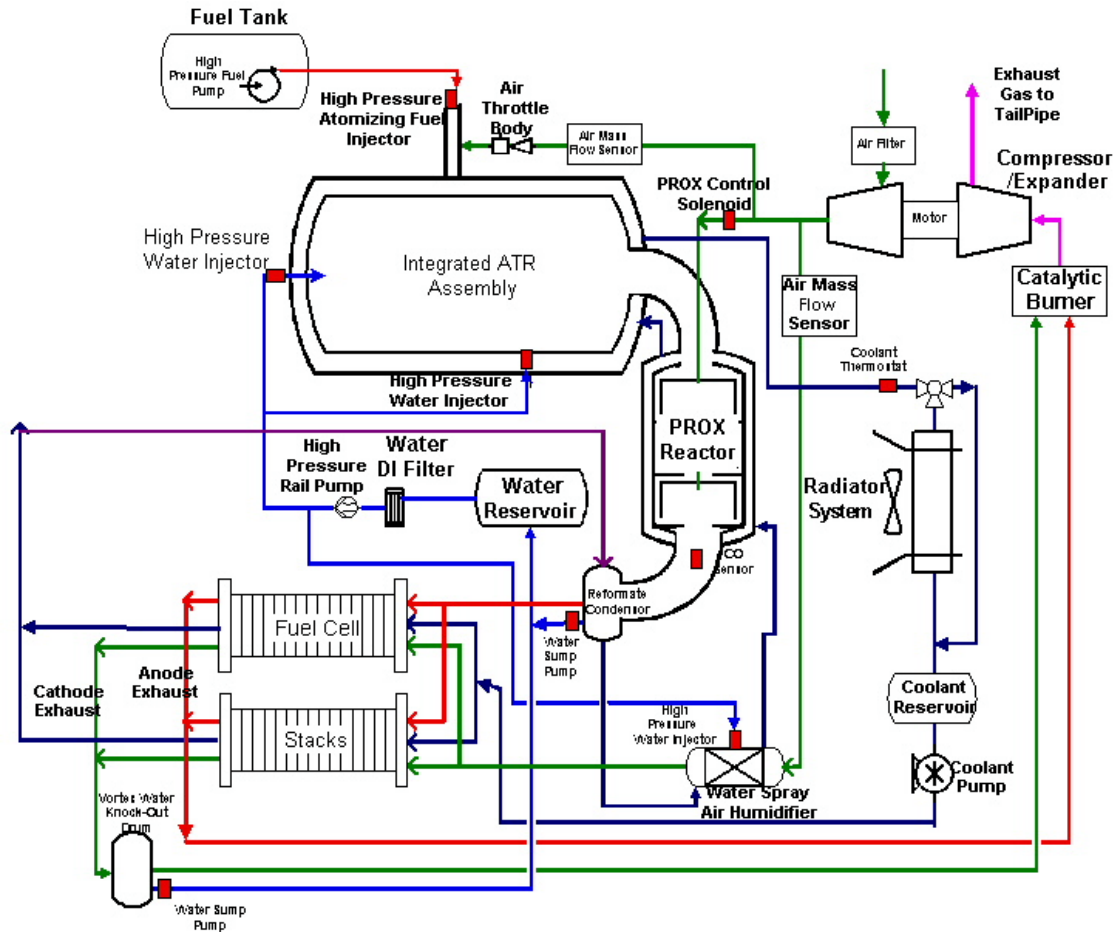 Fuel Tank
High
Pressure Fuel
Pump
High Pressure
Atomizing Fuel
Injector
Air
Throttle
Body
Air Mass
Flow Sensor
Exhaust
Gas to
TailPipe
Air Filter
Compressor
/Expander
Motor
PROX Control
Solenoid
High Pressure
Water Injector
Integrated ATR
Assembly
Air Mass
Flow
Sensor
Catalytic
Burner
Coolant
Thermostat
High Pressure
Water Injector
PROX
Reactor
High
Pressure
Rail Pump
Water
DI Filter
Water
Reservoir
Radiator
System
CO
Sensor
Reformate
Condensor
Fuel Cell
Water
Sump
Pump
Anode
Exhaust
Cathode
Exhaust
Stacks
High
Pressure
Water Injector
Coolant
Reservoir
Water Spray
Air Humidifier
Coolant
Pump
Vortex Water
Knock-Out
Drum
Water Sump
Pump